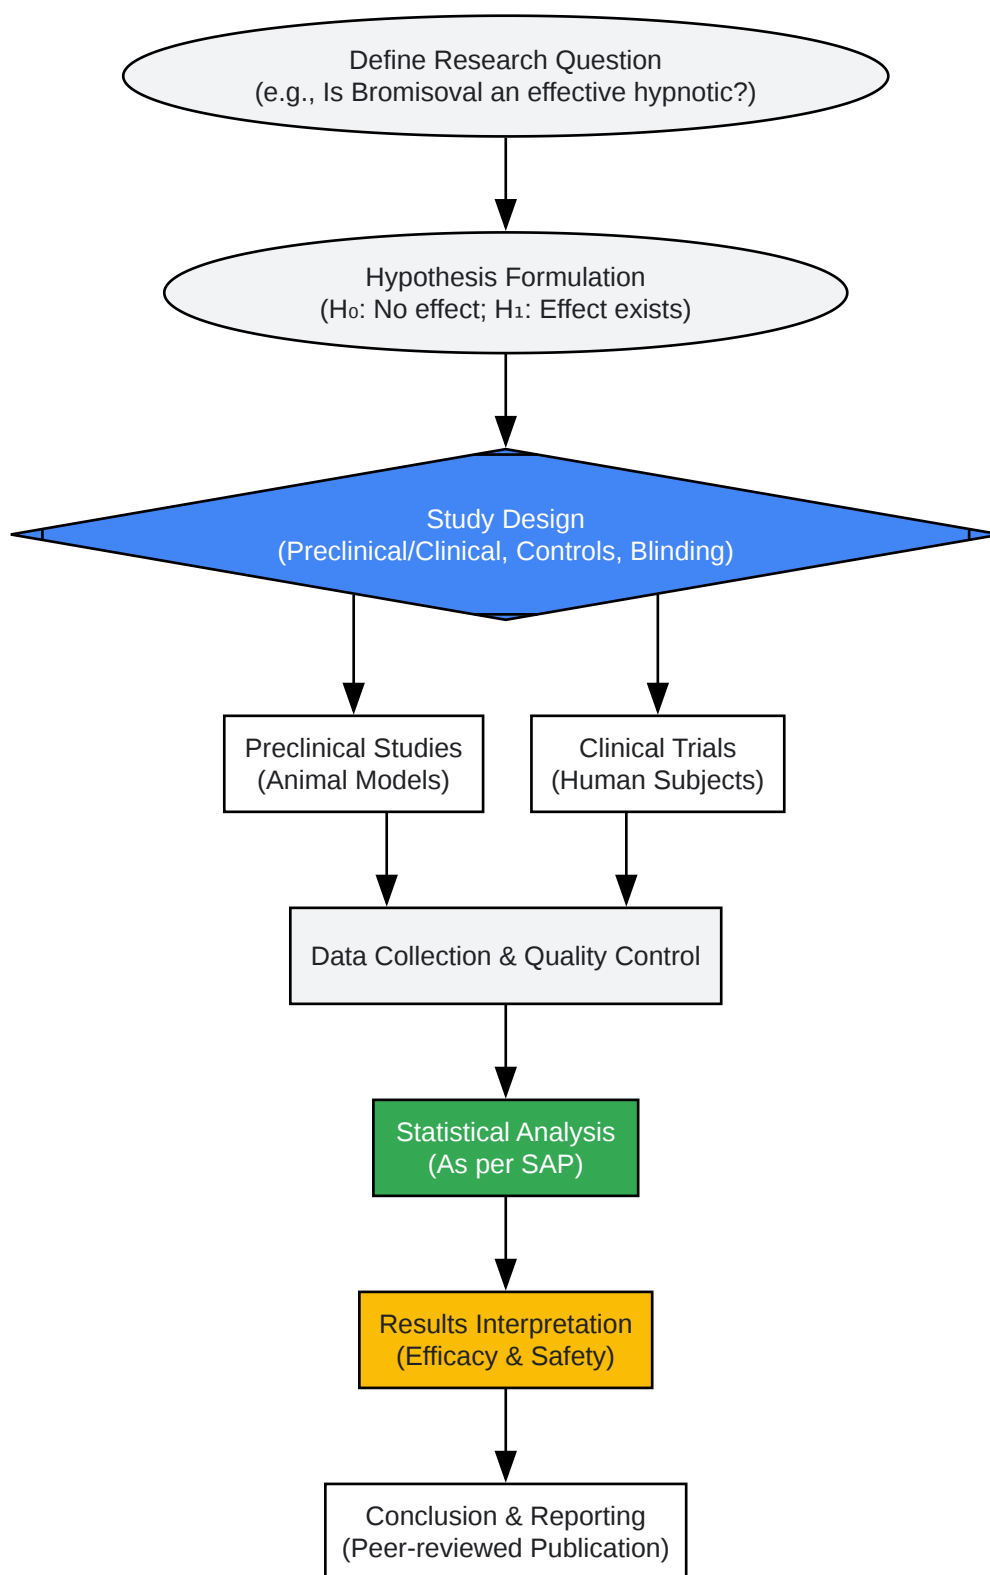 Define Research Question
(e.g., Is Bromisoval an effective hypnotic?)
Hypothesis Formulation
(H₀: No effect; H₁: Effect exists)
Study Design
(Preclinical/Clinical, Controls, Blinding)
Preclinical Studies
(Animal Models)
Clinical Trials
(Human Subjects)
Data Collection & Quality Control
Statistical Analysis
(As per SAP)
Results Interpretation
(Efficacy & Safety)
Conclusion & Reporting
(Peer-reviewed Publication)